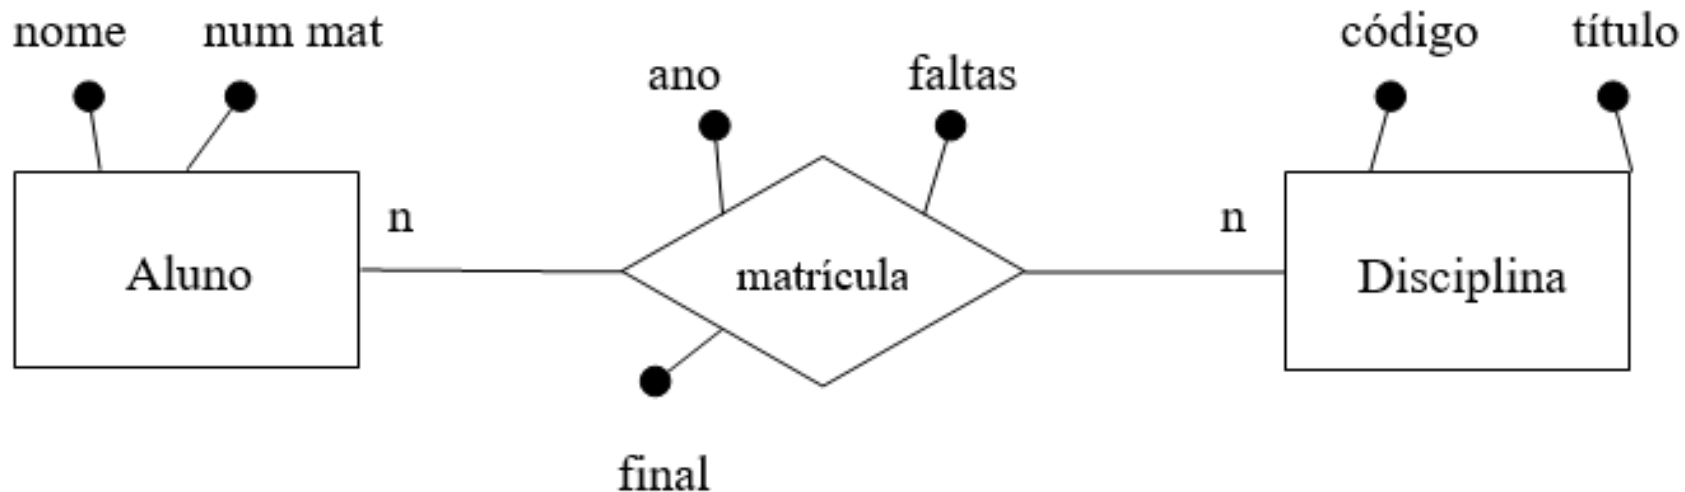 nome
num mat
ano
faltas
código
título
n
n
Aluno
matrícula
Disciplina
final